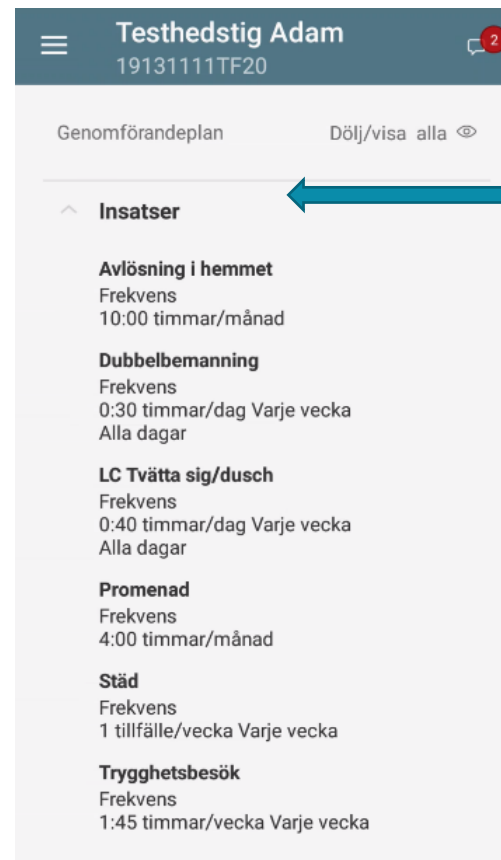 Testhedstig Adam
2
19131111TF20
Genomförandeplan Dölj/visa alla
Insatser
Avlösning i hemmet
Frekvens
10:00 timmar/månad
Dubbelbemanning
Frekvens
0:30 timmar/dag Varje vecka
Alla dagar
LC Tvätta sig/dusch
Frekvens
0:40 timmar/dag Varje vecka
Alla dagar
Promenad
Frekvens
4:00 timmar/månad
Städ
Frekvens
1 tillfälle/vecka Varje vecka
Trygghetsbesök
Frekvens
1:45 timmar/vecka Varje vecka